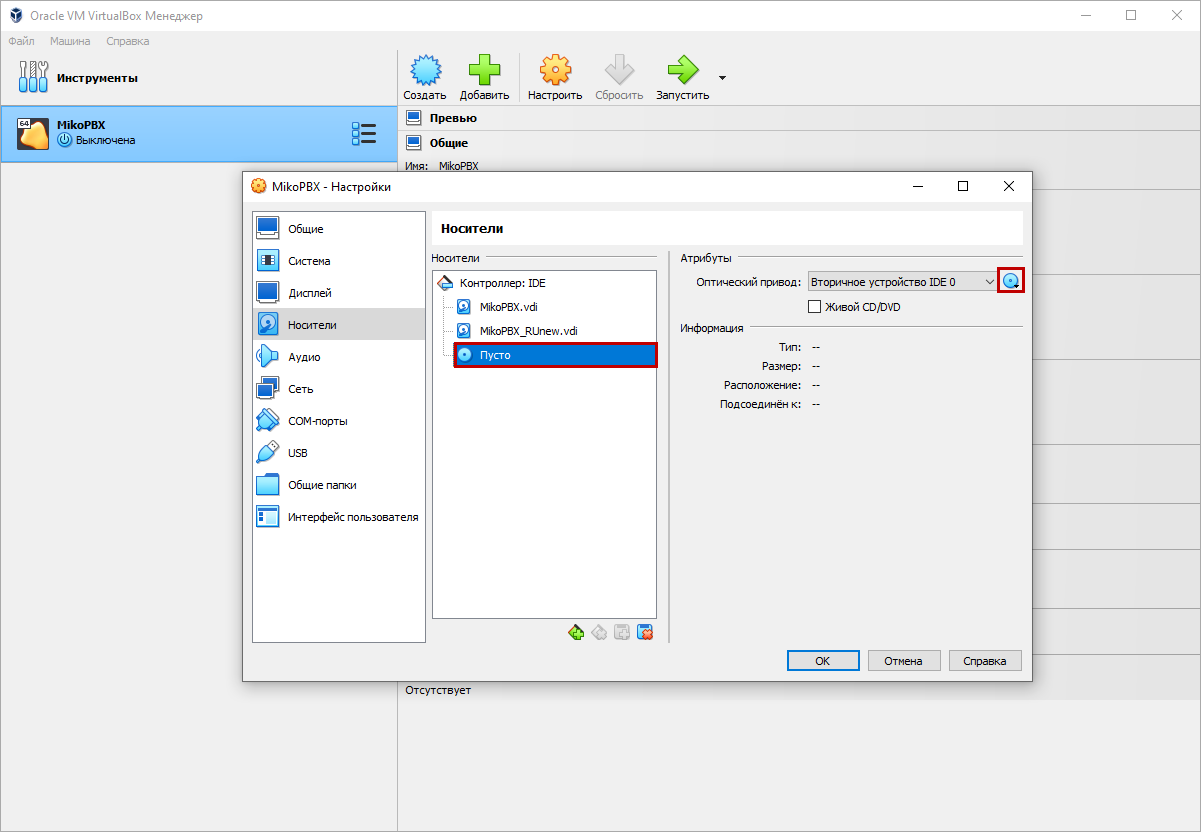 Oracle VM VirtualBox Менеджер
Файл Машина Справка
Инструменты
Создать Добавить Настроить Сбросить Запустить
64
MikoPBX
Выключена
Превью
Общие
Имя: MikoPBX
MikoPBX - Настройки
Общие
Система
Дисплей
Носители
Аудио
Сеть
COM-порты
USB
Общие папки
Интерфейс пользователя
Носители
Носители
Контроллер: IDE
MikoPBX.vdi
MikoPBX_RUnew.vdi
Пусто
Атрибуты
Оптический привод: Вторичное устройство IDE 0
Живой CD/DVD
Информация
Тип: --
Размер: --
Расположение: --
Подсоединён к: --
OK Отмена Справка
Отсутствует